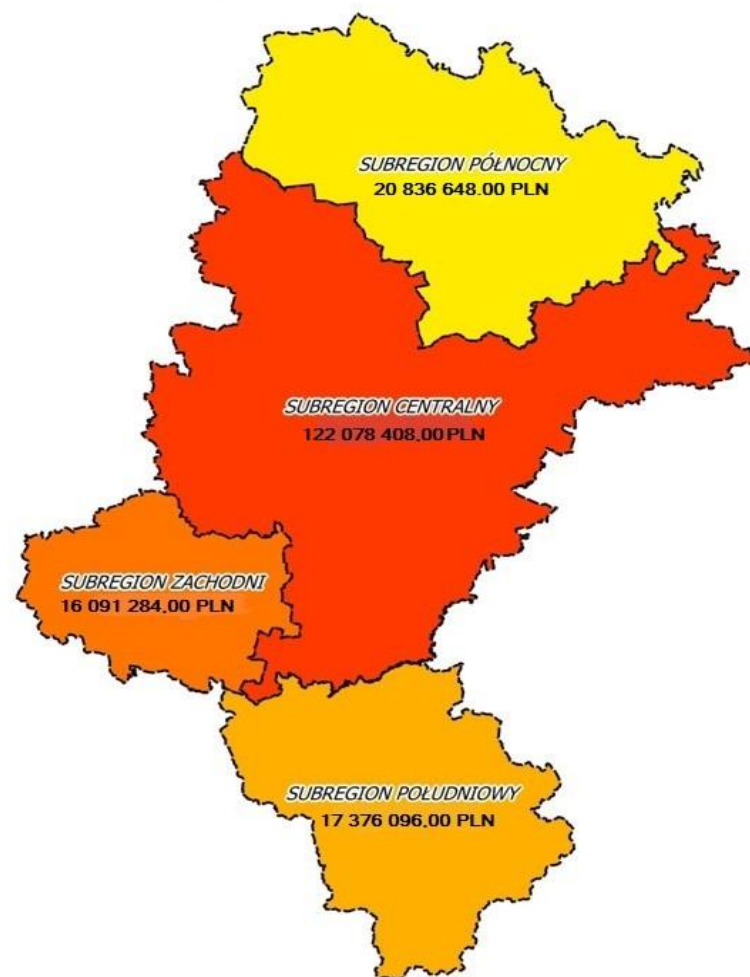 SUBREGION PÓŁNOCNY
20 836 648.00 PLN
SUBREGION CENTRALNY
122 078 408,00 PLN
SUBREGION ZACHODNI
16 091 284,00 PLN
SUBREGION POŁUDNIOWY
17 376 096,00 PLN